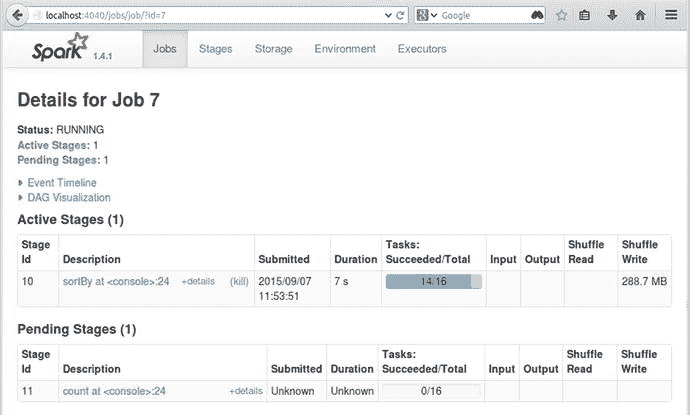 localhost:4040/jobs/job/?id=7
Google
Spark 1.4.1
Jobs Stages Storage Environment Executors
Details for Job 7
Status: RUNNING
Active Stages: 1
Pending Stages: 1
Event Timeline
DAG Visualization
Active Stages (1)
Stage Id Description Submitted Duration Tasks: Succeeded/Total Input Output Shuffle Read Shuffle Write
10 sortBy at <console>:24 +details (kill) 2015/09/07 11:53:51 7 s 14/16 288.7 MB
Pending Stages (1)
Stage Id Description Submitted Duration Tasks: Succeeded/Total Input Output Shuffle Read Shuffle Write
11 count at <console>:24 +details Unknown Unknown 0/16